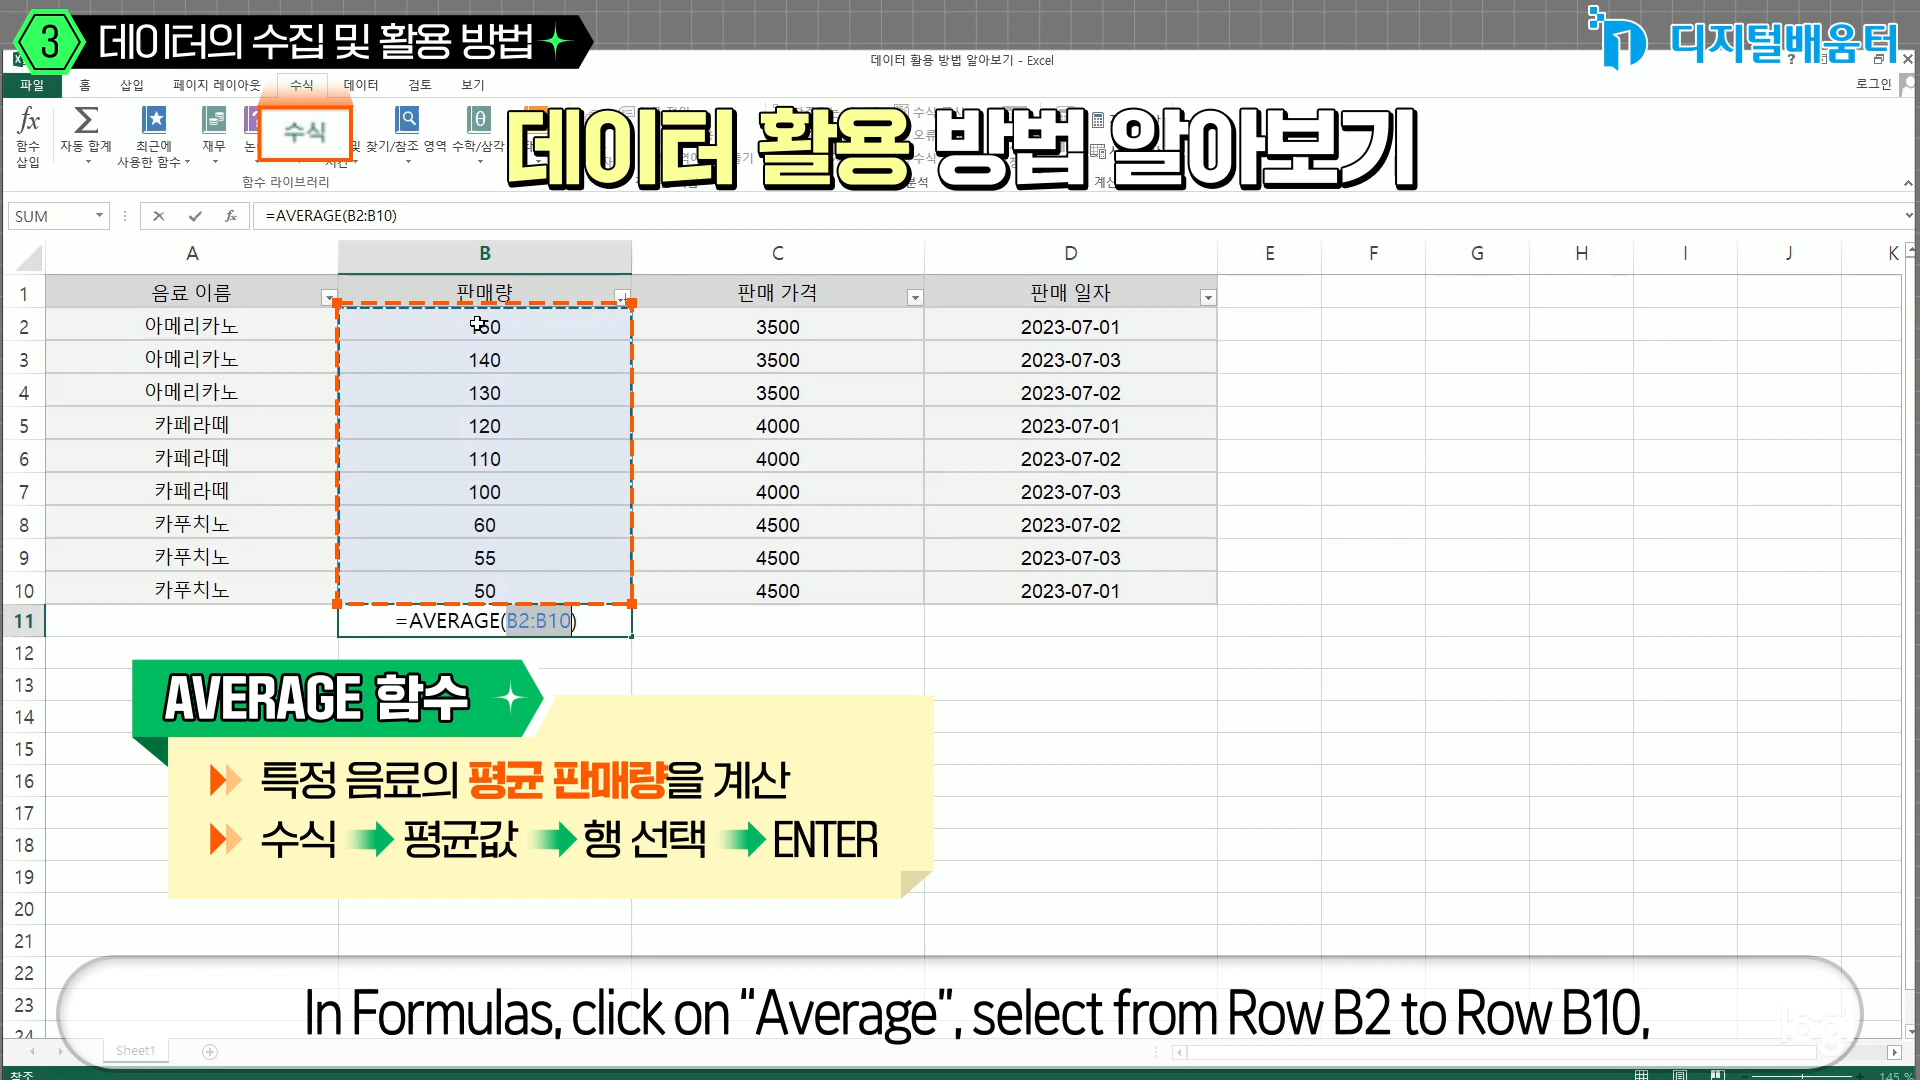 3 데이터의 수집 및 활용 방법
디지털배움터
데이터 활용 방법 알아보기 - Excel
파일 홈 삽입 페이지 레이아웃 수식 데이터 검토 보기
로그인
수식
데이터 활용 방법 알아보기
fx 함수 삽입
자동 합계
최근에 사용한 함수
재무
찾기/참조 영역
수학/삼각
함수 라이브러리
SUM
fx
=AVERAGE(B2:B10)
A B C D E F G H I J K
1 음료 이름 판매량 판매 가격 판매 일자
2 아메리카노 3500 2023-07-01
3 아메리카노 140 3500 2023-07-03
4 아메리카노 130 3500 2023-07-02
5 카페라떼 120 4000 2023-07-01
6 카페라떼 110 4000 2023-07-02
7 카페라떼 100 4000 2023-07-03
8 카푸치노 60 4500 2023-07-02
9 카푸치노 55 4500 2023-07-03
10 카푸치노 50 4500 2023-07-01
11 =AVERAGE(B2:B10)
12
13
14
15
16
17
18
19
20
21
22
23
24
AVERAGE 함수
특정 음료의 평균 판매량을 계산
수식 평균값 행 선택 ENTER
In Formulas, click on “Average”, select from Row B2 to Row B10,
Sheet1
참조
145 %